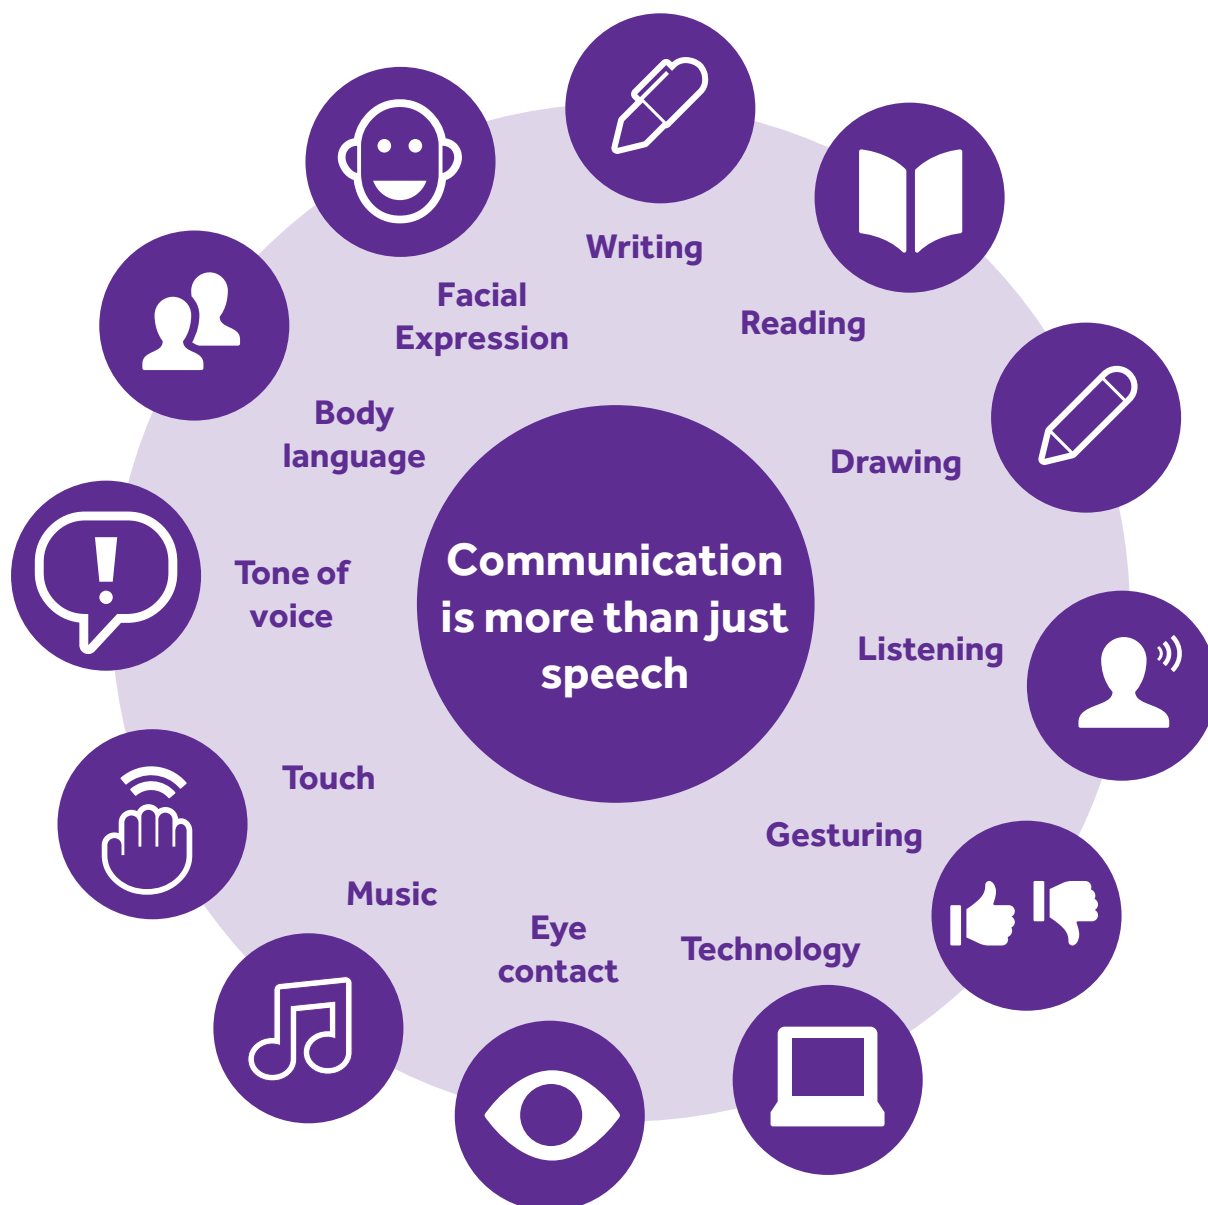 Writing
Reading
Drawing
Listening
Gesturing
Technology
Eye
contact
Music
Touch
Tone of
voice
Body
language
Facial
Expression
Communication
is more than just
speech